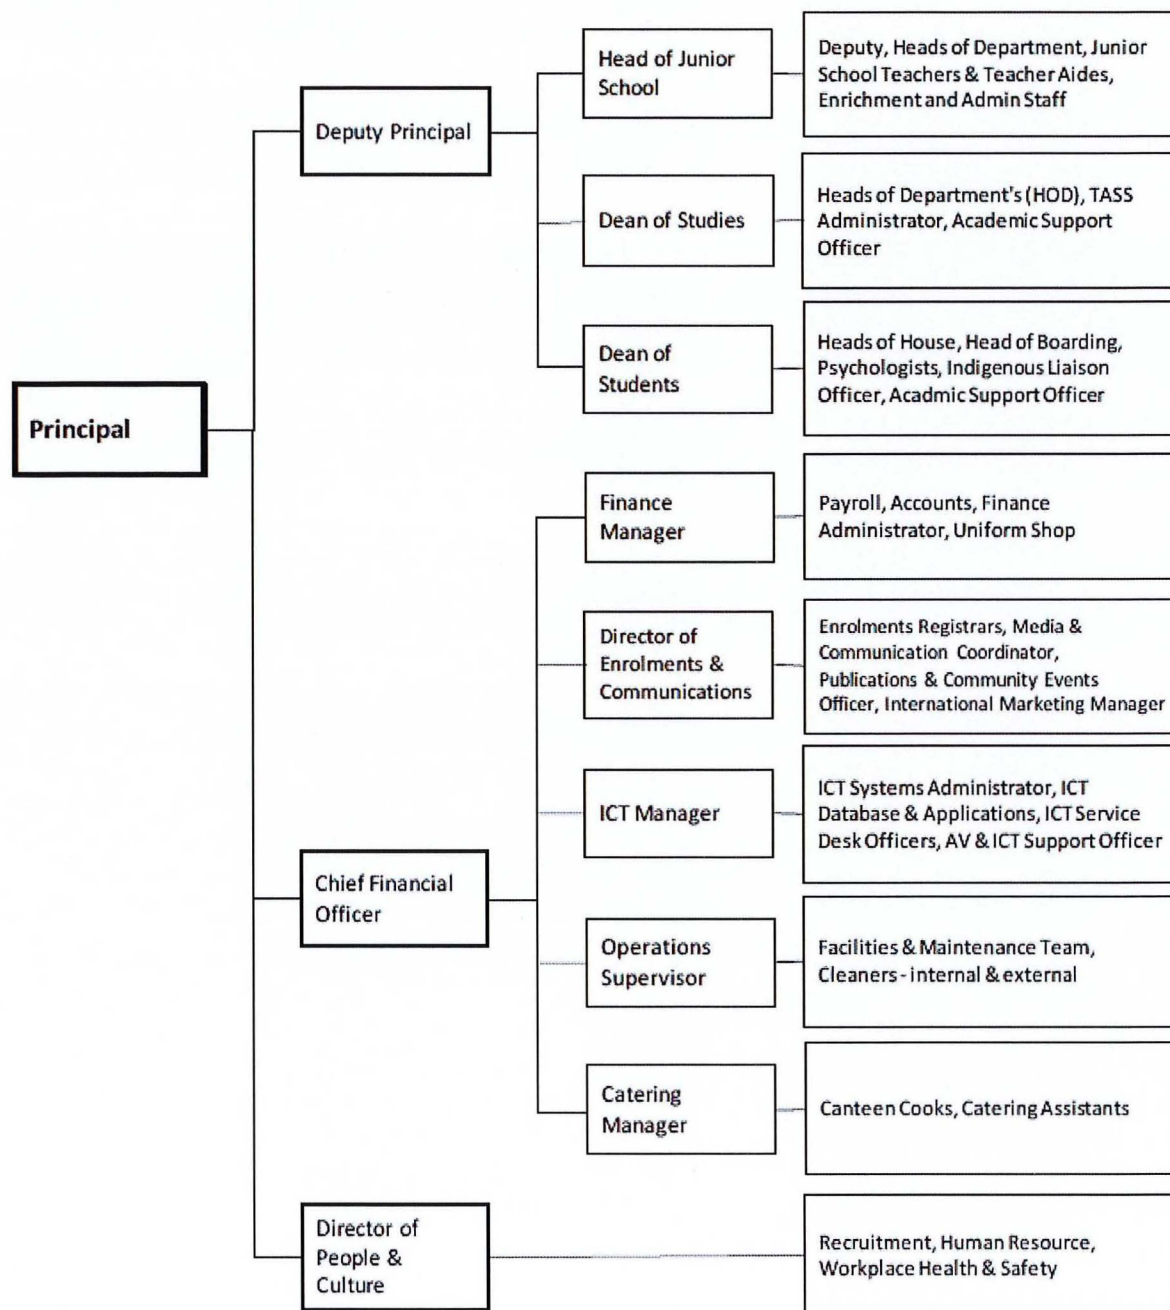 Principal
Deputy Principal
Head of Junior
School
Deputy, Heads of Department, Junior
School Teachers & Teacher Aides,
Enrichment and Admin Staff
Dean of Studies
Heads of Department's (HOD), TASS
Administrator, Academic Support
Officer
Dean of
Students
Heads of House, Head of Boarding,
Psychologists, Indigenous Liaison
Officer, Acadmic Support Officer
Chief Financial
Officer
Finance
Manager
Payroll, Accounts, Finance
Administrator, Uniform Shop
Director of
Enrolments &
Communications
Enrolments Registrars, Media &
Communication Coordinator,
Publications & Community Events
Officer, International Marketing Manager
ICT Manager
ICT Systems Administrator, ICT
Database & Applications, ICT Service
Desk Officers, AV & ICT Support Officer
Operations
Supervisor
Facilities & Maintenance Team,
Cleaners - internal & external
Catering
Manager
Canteen Cooks, Catering Assistants
Director of
People &
Culture
Recruitment, Human Resource,
Workplace Health & Safety